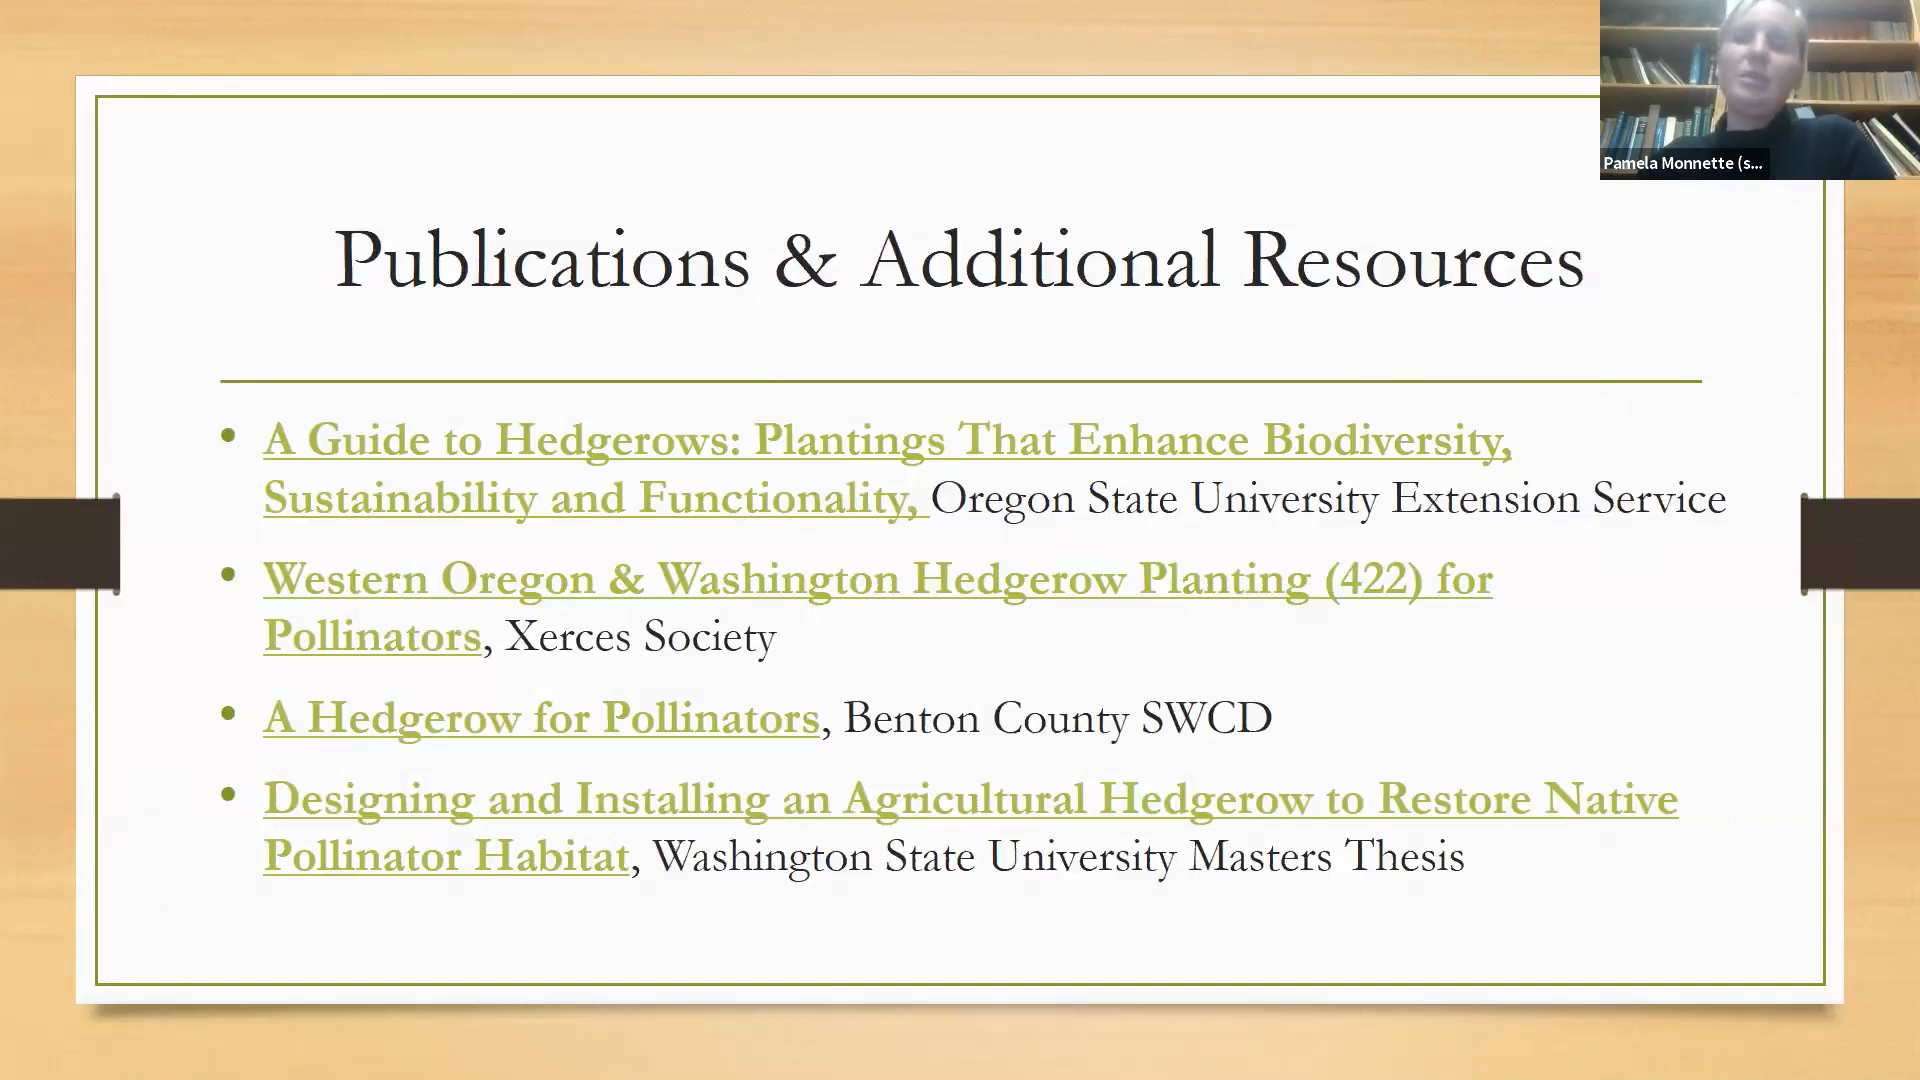 Pamela Monnette (s...
Publications & Additional Resources
• A Guide to Hedgerows: Plantings That Enhance Biodiversity,
Sustainability and Functionality, Oregon State University Extension Service
• Western Oregon & Washington Hedgerow Planting (422) for
Pollinators, Xerces Society
• A Hedgerow for Pollinators, Benton County SWCD
• Designing and Installing an Agricultural Hedgerow to Restore Native
Pollinator Habitat, Washington State University Masters Thesis